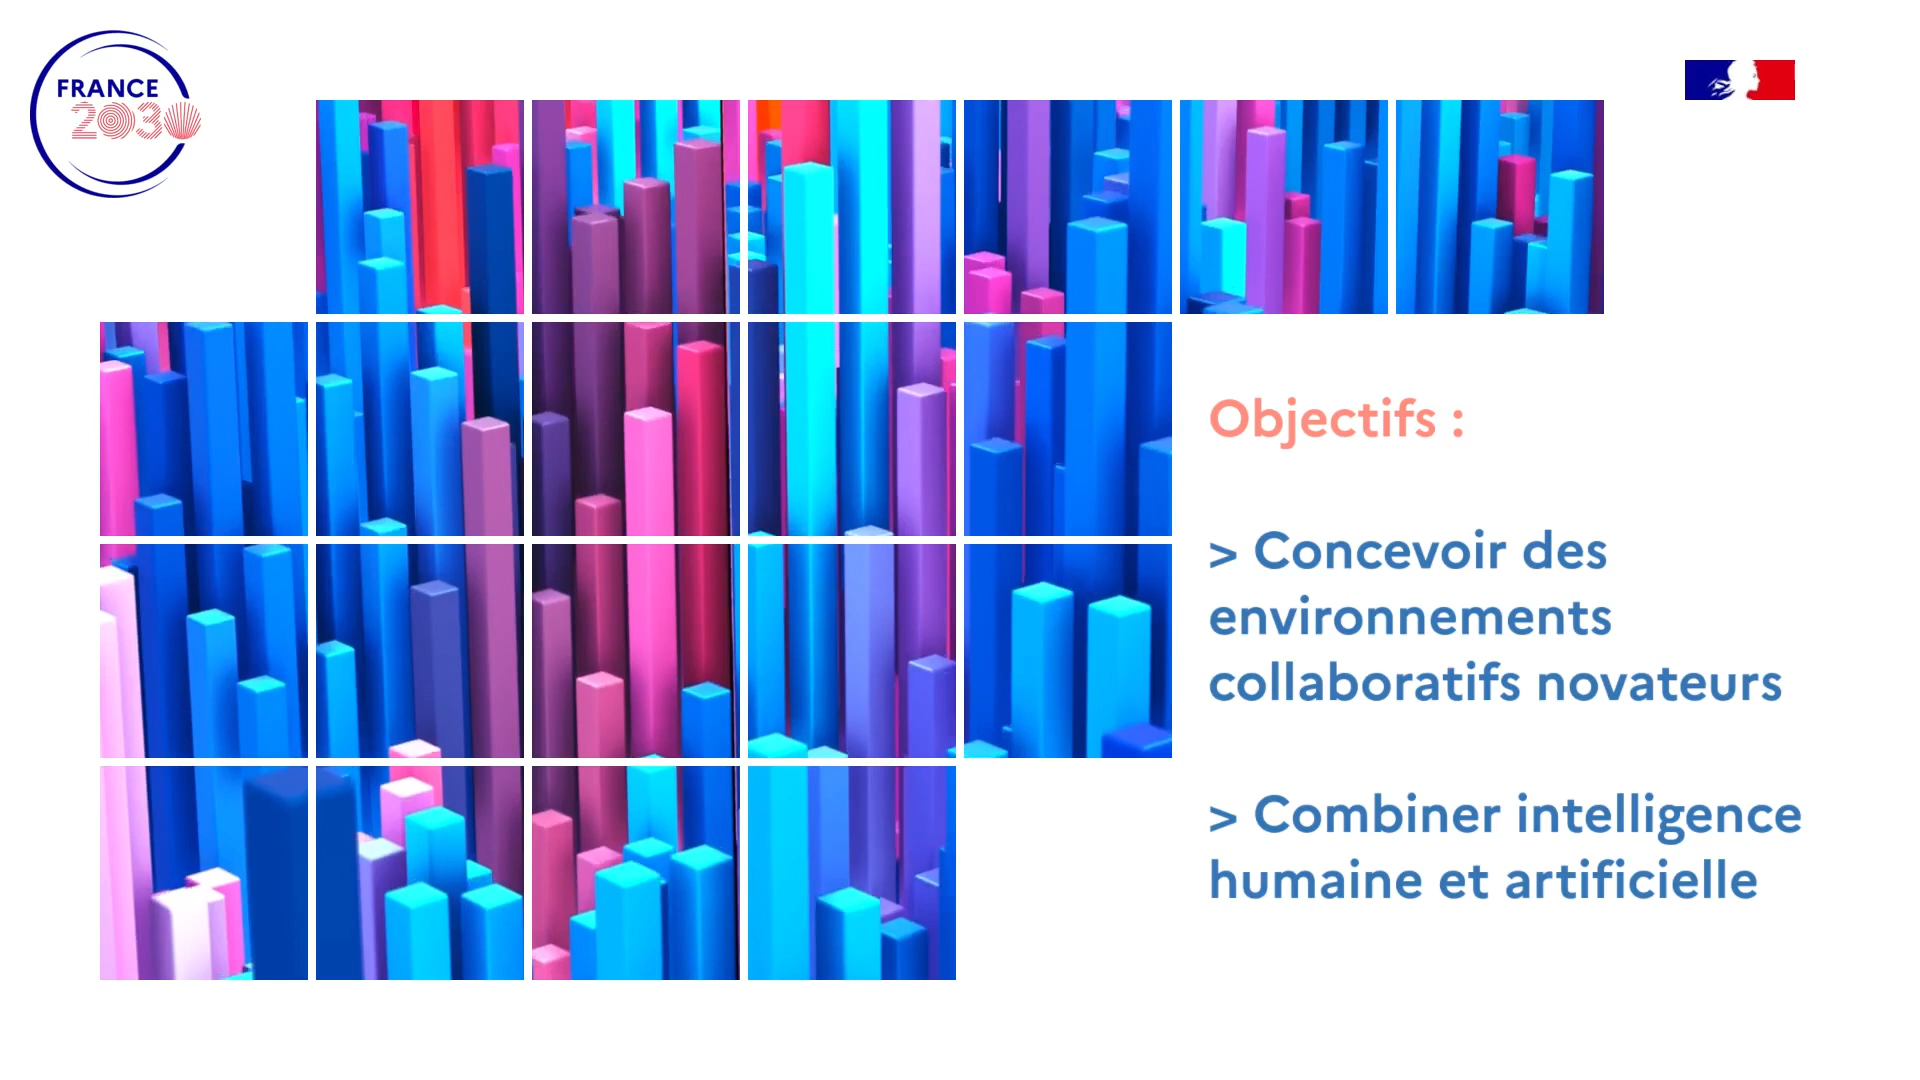 FRANCE
2030
Objectifs :
> Concevoir des
environnements
collaboratifs novateurs
> Combiner intelligence
humaine et artificielle